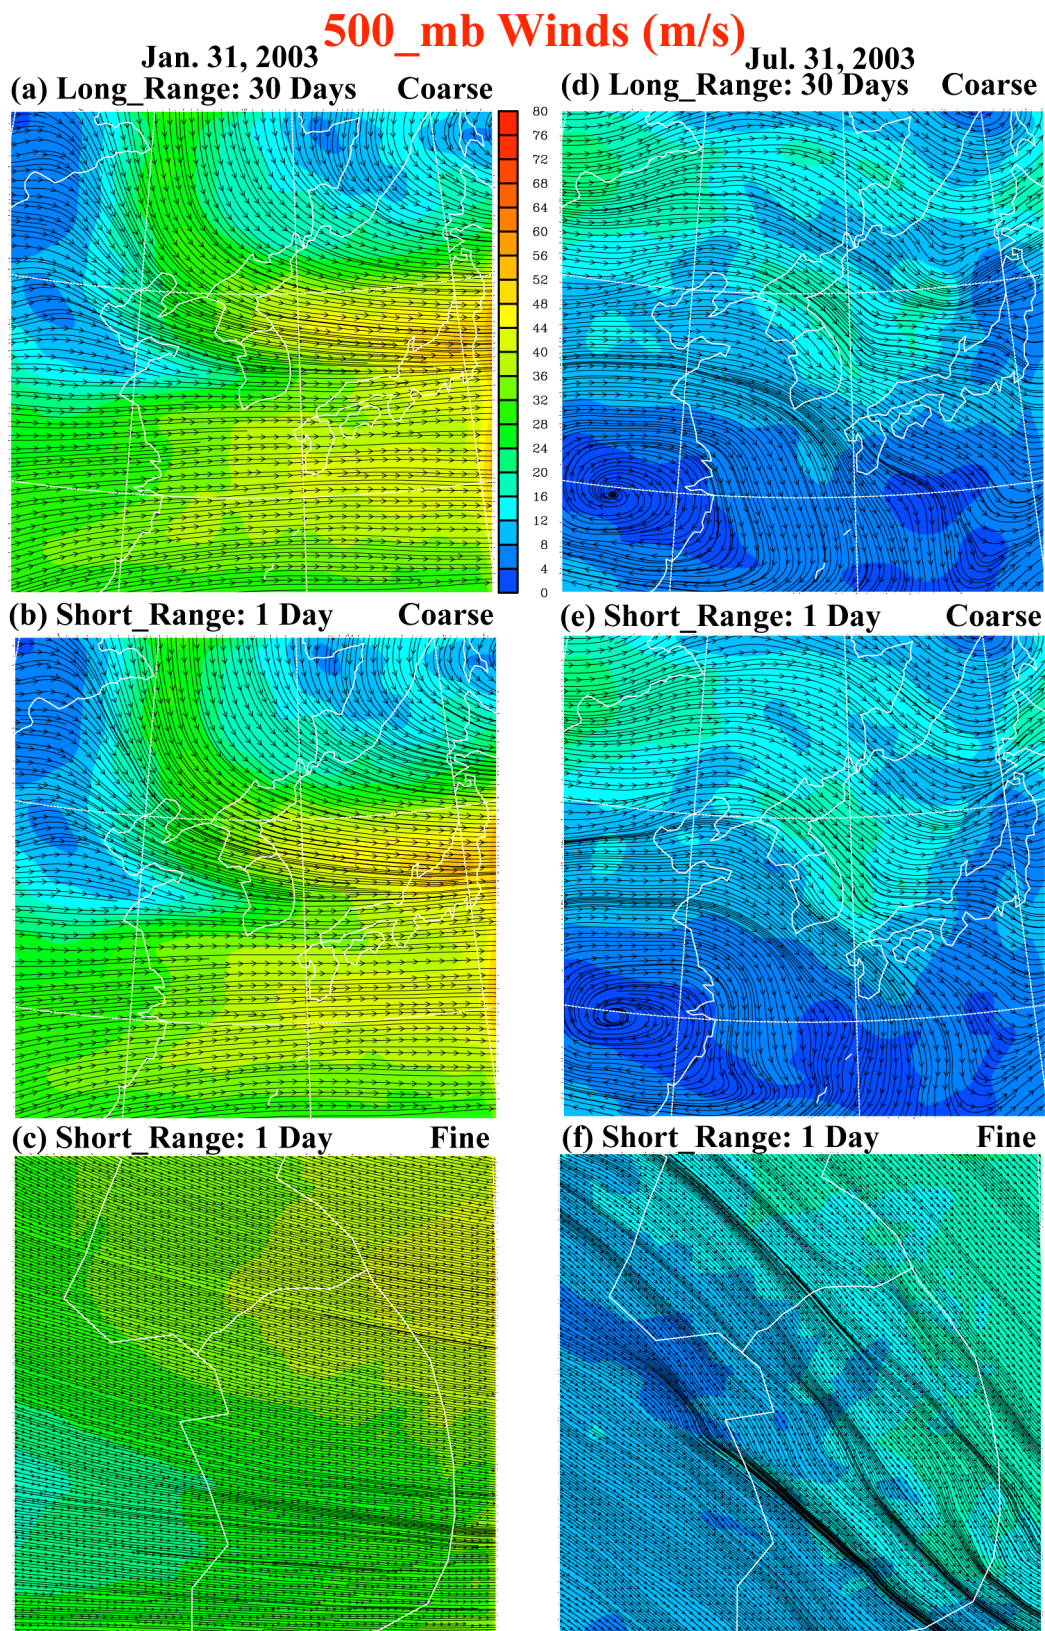 500_mb Winds (m/s)
Jan. 31, 2003
Jul. 31, 2003
(a) Long_Range: 30 Days Coarse
(d) Long_Range: 30 Days Coarse
80
76
72
68
64
60
56
52
48
44
40
36
32
28
24
20
16
12
8
4
0
(b) Short_Range: 1 Day Coarse
(e) Short_Range: 1 Day Coarse
(c) Short_Range: 1 Day Fine
(f) Short_Range: 1 Day Fine